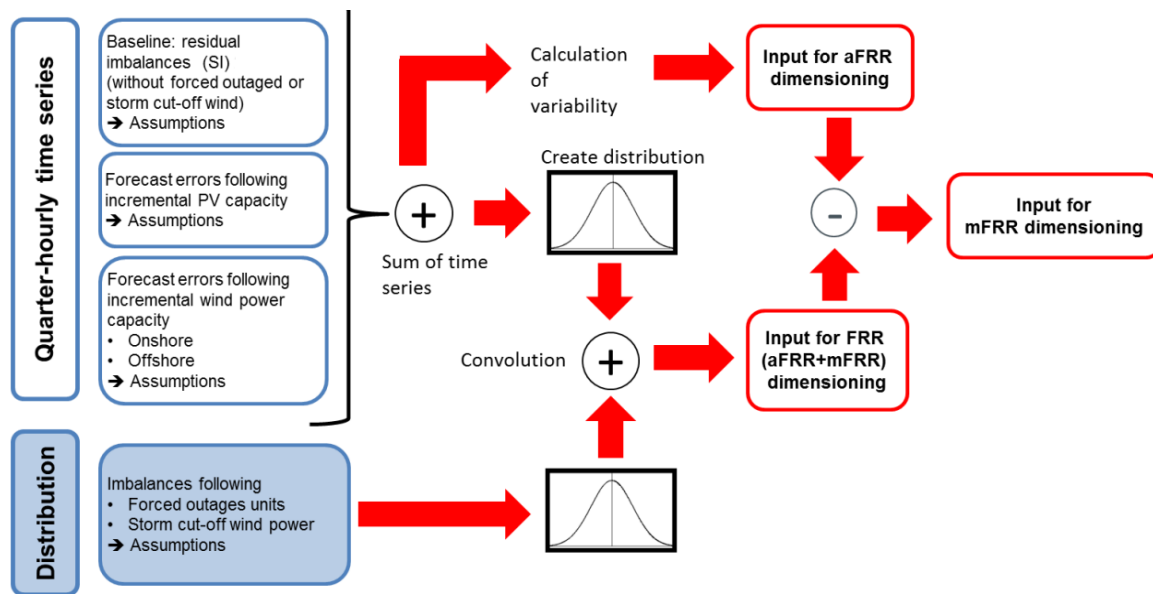 Quarter-hourly time series
Baseline: residual
imbalances (SI)
(without forced outaged or
storm cut-off wind)
➔ Assumptions
Forecast errors following
incremental PV capacity
➔ Assumptions
Forecast errors following
incremental wind power
capacity
• Onshore
• Offshore
➔ Assumptions
Distribution
Imbalances following
• Forced outages units
• Storm cut-off wind power
➔ Assumptions
+
Sum of time
series
Calculation
of
variability
Create distribution
Convolution
+
Input for aFRR
dimensioning
-
Input for FRR
(aFRR+mFRR)
dimensioning
Input for
mFRR dimensioning